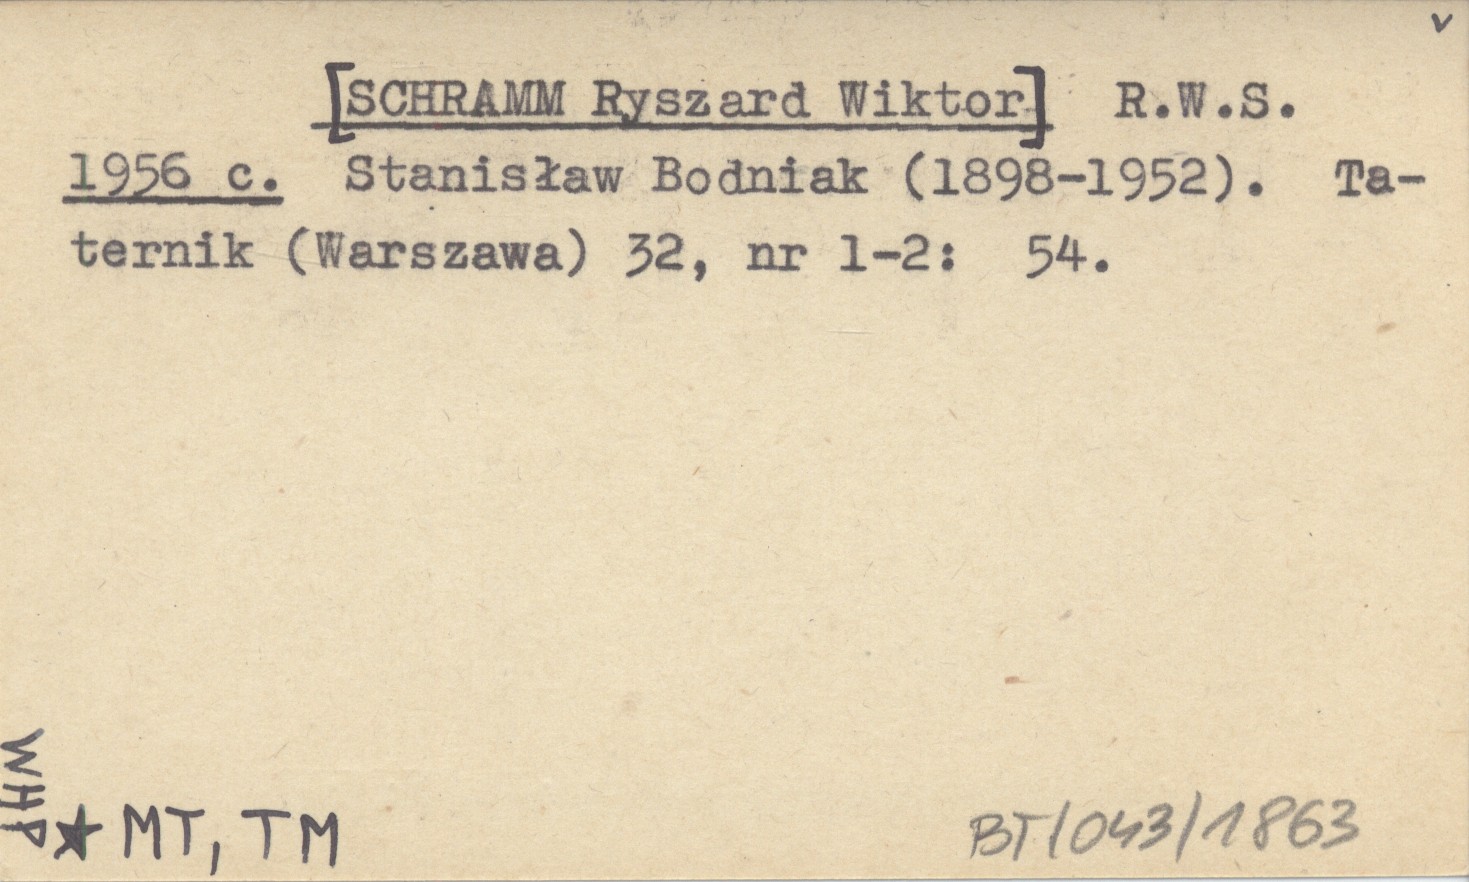 v
[SCHRAMM Ryszard Wiktor] R.W.S.
1956 c. Stanisław Bodniak (1898-1952). Ta-
ternik (Warszawa) 32, nr 1-2: 54.
WHP
★ MT, TM
BT/043/1863